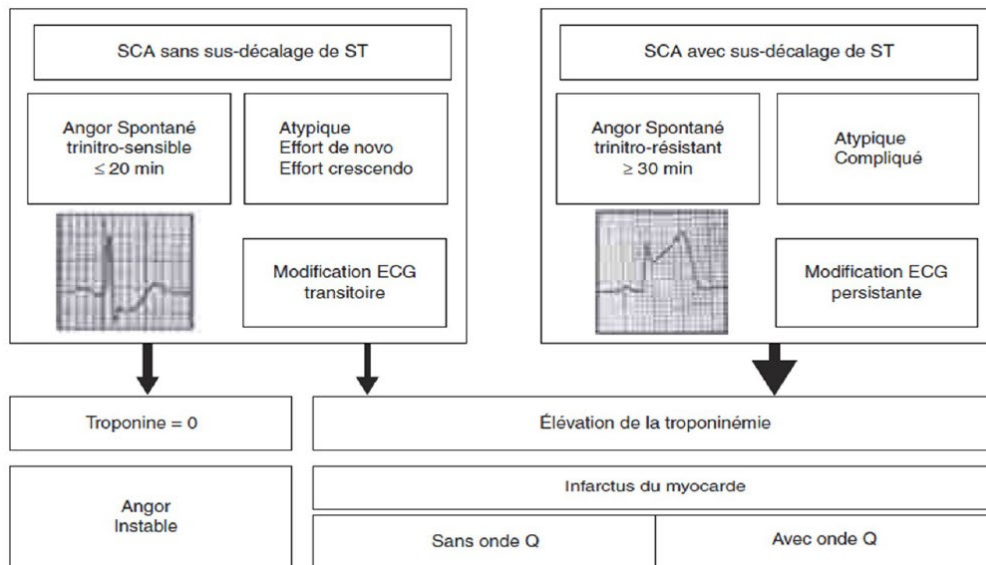 SCA sans sus-décalage de ST
Angor Spontané
trinitro-sensible
≤ 20 min
Atypique
Effort de novo
Effort crescendo
Modification ECG
transitoire
SCA avec sus-décalage de ST
Angor Spontané
trinitro-résistant
≥ 30 min
Atypique
Compliqué
Modification ECG
persistante
Troponine = 0
Élévation de la troponinémie
Angor
Instable
Infarctus du myocarde
Sans onde Q
Avec onde Q